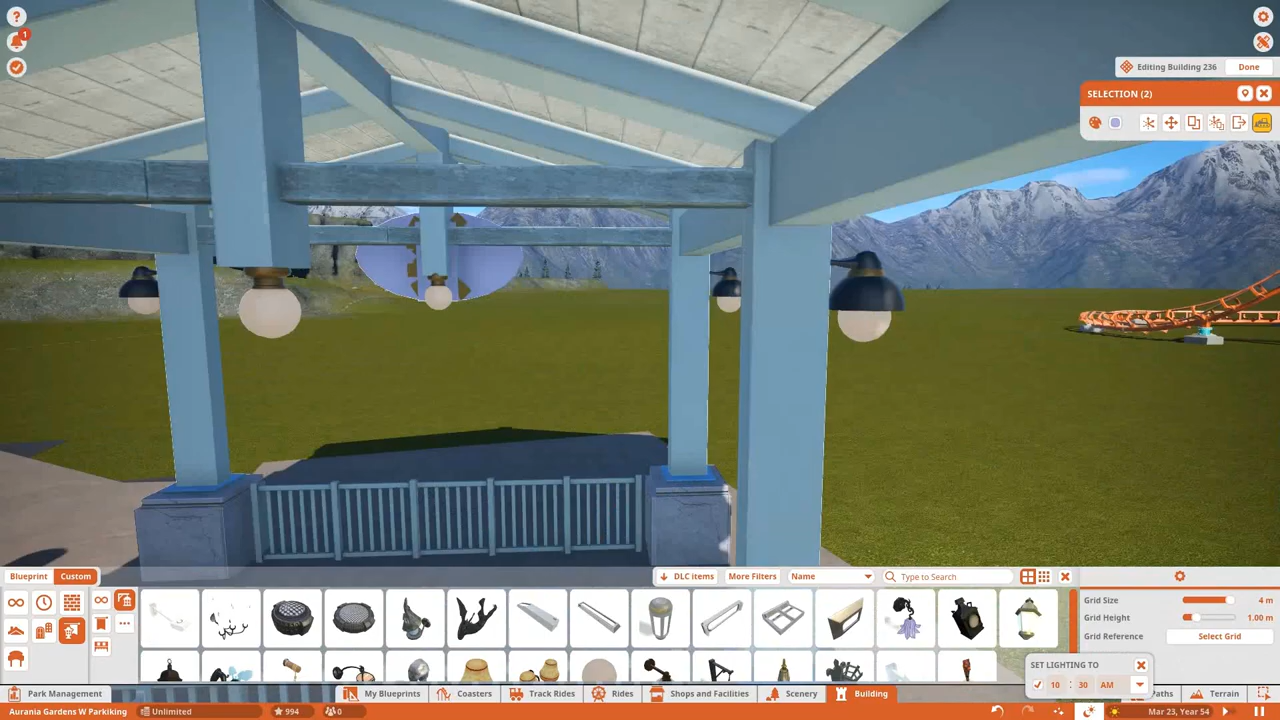 ?
1
Editing Building 236
Done
SELECTION (2)
Blueprint
Custom
DLC items
More Filters
Name
Type to Search
Grid Size
4 m
Grid Height
1.00 m
Grid Reference
Select Grid
SET LIGHTING TO
10 : 30 AM
Park Management
My Blueprints
Coasters
Track Rides
Rides
Shops and Facilities
Scenery
Building
Paths
Terrain
Aurania Gardens W Parkiking
Unlimited
994
0
Mar 23, Year 54